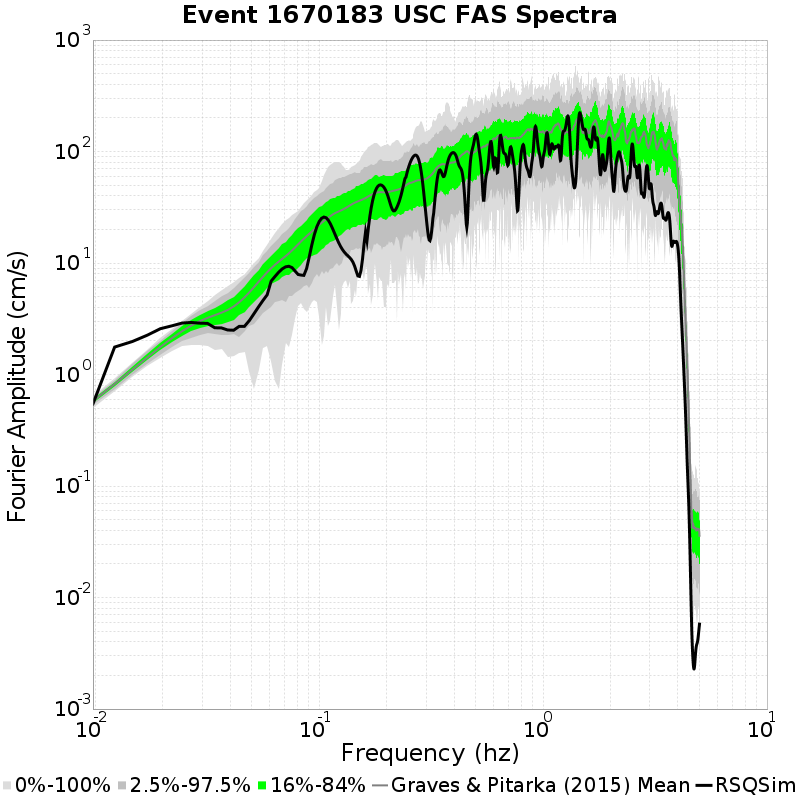 Event 1670183 USC FAS Spectra
Fourier Amplitude (cm/s)
10^3
10^2
10^1
10^0
10^-1
10^-2
10^-3
10^-2 10^-1 10^0 10^1
Frequency (hz)
0%-100% 2.5%-97.5% 16%-84% Graves & Pitarka (2015) Mean RSQSim